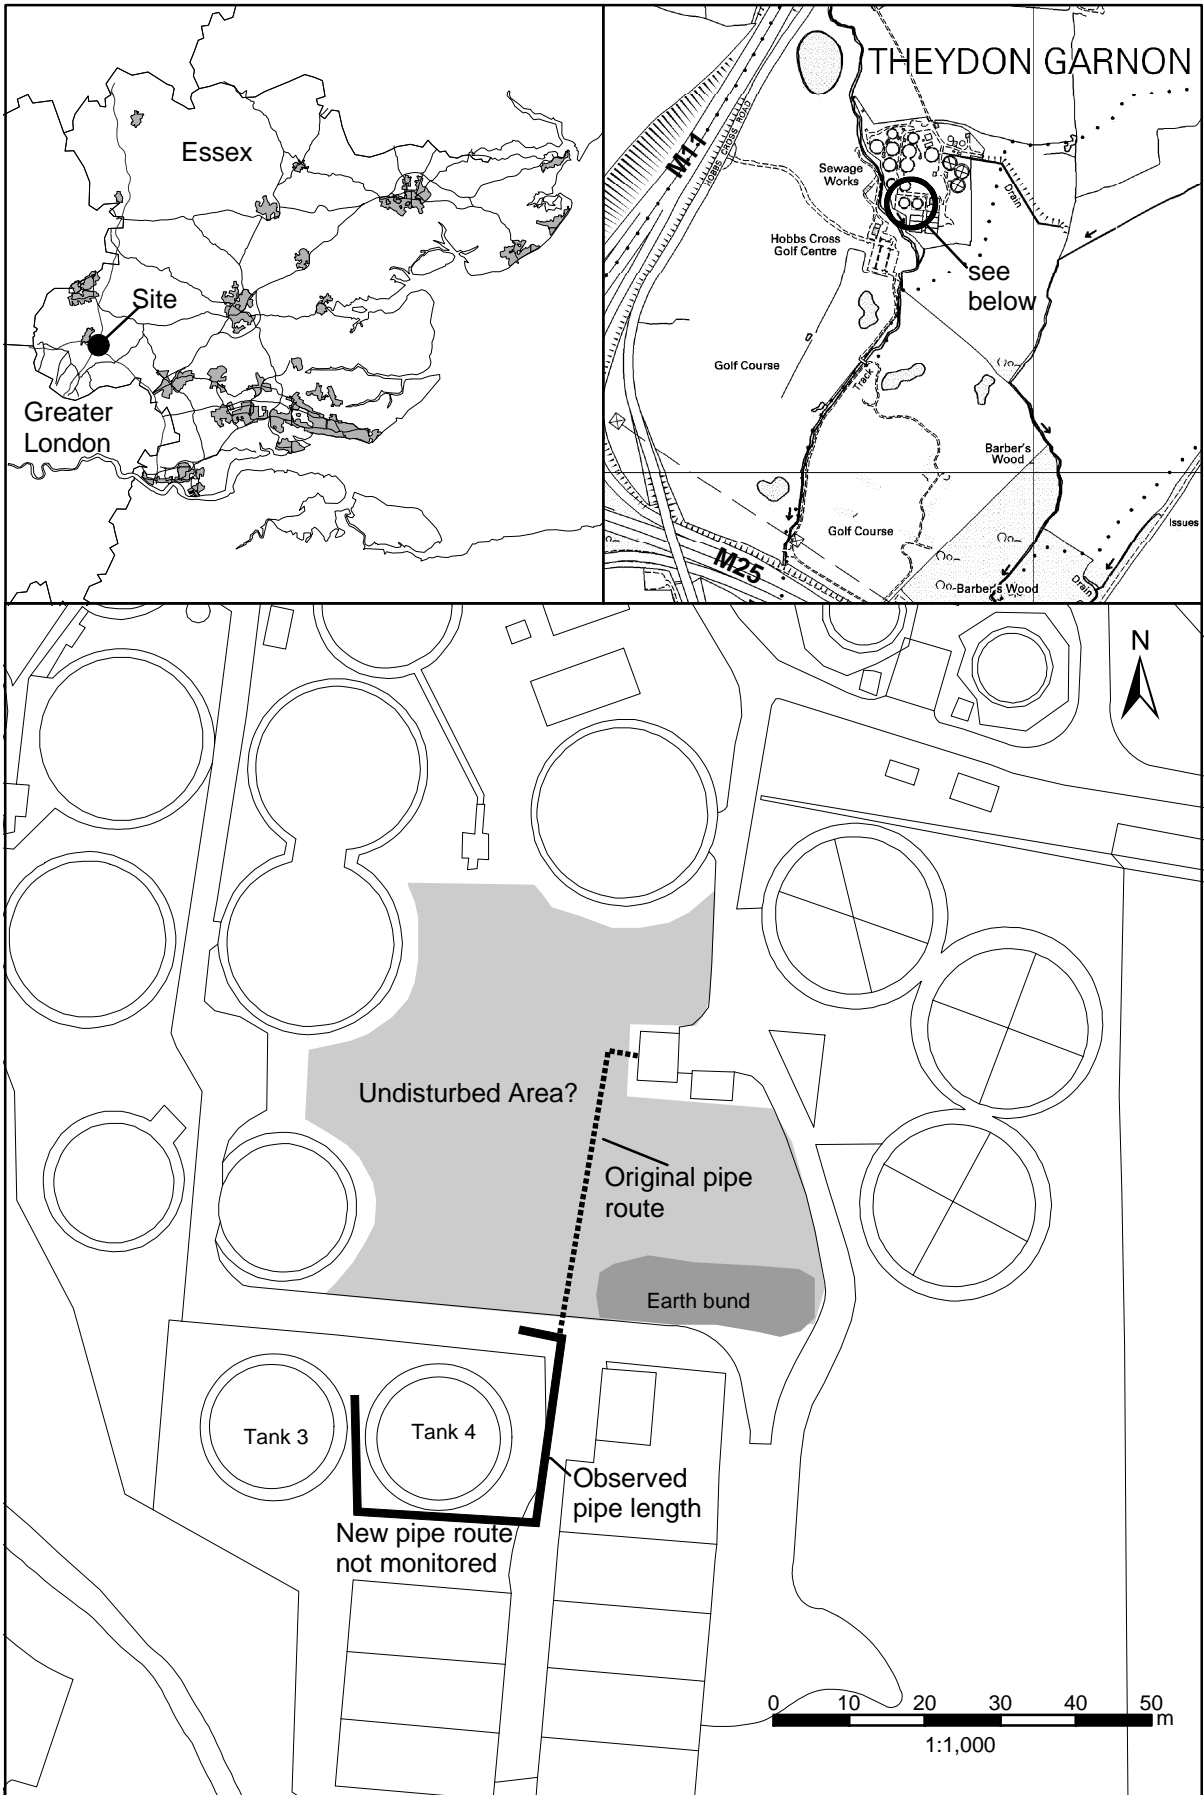 Essex
Site
Greater
London
THEYDON GARNON
M11
HOBBS CROSS ROAD
Sewage
Works
Drain
Hobbs Cross
Golf Centre
see
below
Golf Course
Track
Barber's
Wood
Issues
Golf Course
M25
Barber's Wood
Drain
N
Undisturbed Area?
Original pipe
route
Earth bund
Tank 3
Tank 4
Observed
pipe length
New pipe route
not monitored
0 10 20 30 40 50
m
1:1,000